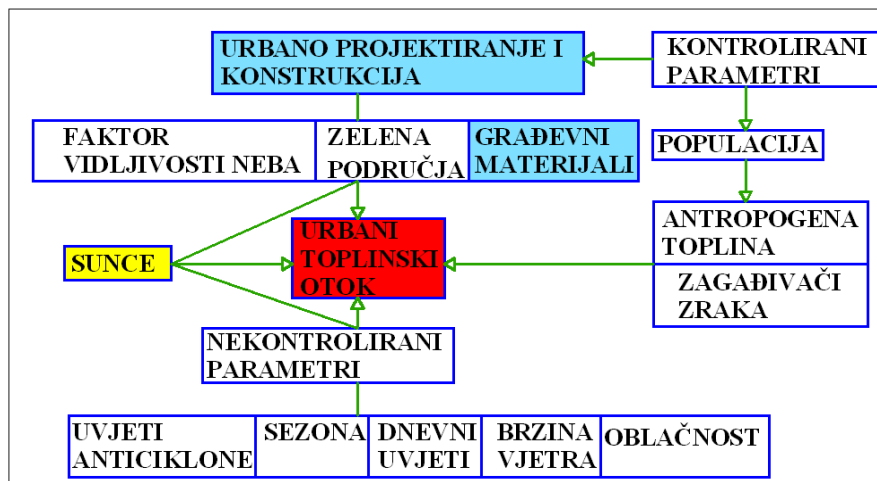 URBANO PROJEKTIRANJE I
KONSTRUKCIJA
KONTROLIRANI
PARAMETRI
FAKTOR
VIDLJIVOSTI NEBA
ZELENA
PODRUČJA
GRAĐEVNI
MATERIJALI
POPULACIJA
SUNCE
URBANI
TOPLINSKI
OTOK
ANTROPOGENA
TOPLINA
ZAGAĐIVAČI
ZRAKA
NEKONTROLIRANI
PARAMETRI
UVJETI
ANTICIKLONE
SEZONA
DNEVNI
UVJETI
BRZINA
VJETRA
OBLAČNOST